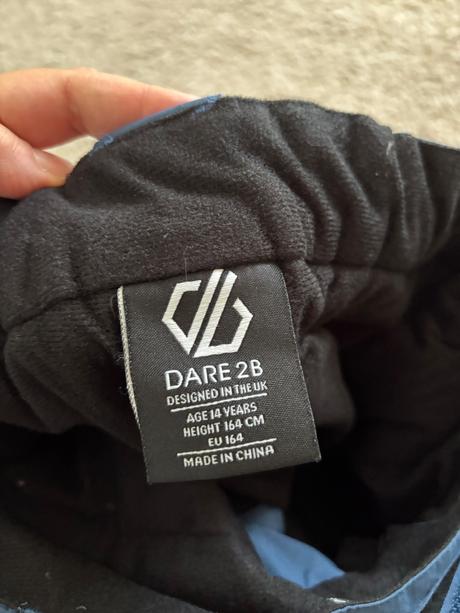 DARE 2B
DESIGNED IN THE UK
AGE 14 YEARS
HEIGHT 164 CM
EU 164
MADE IN CHINA